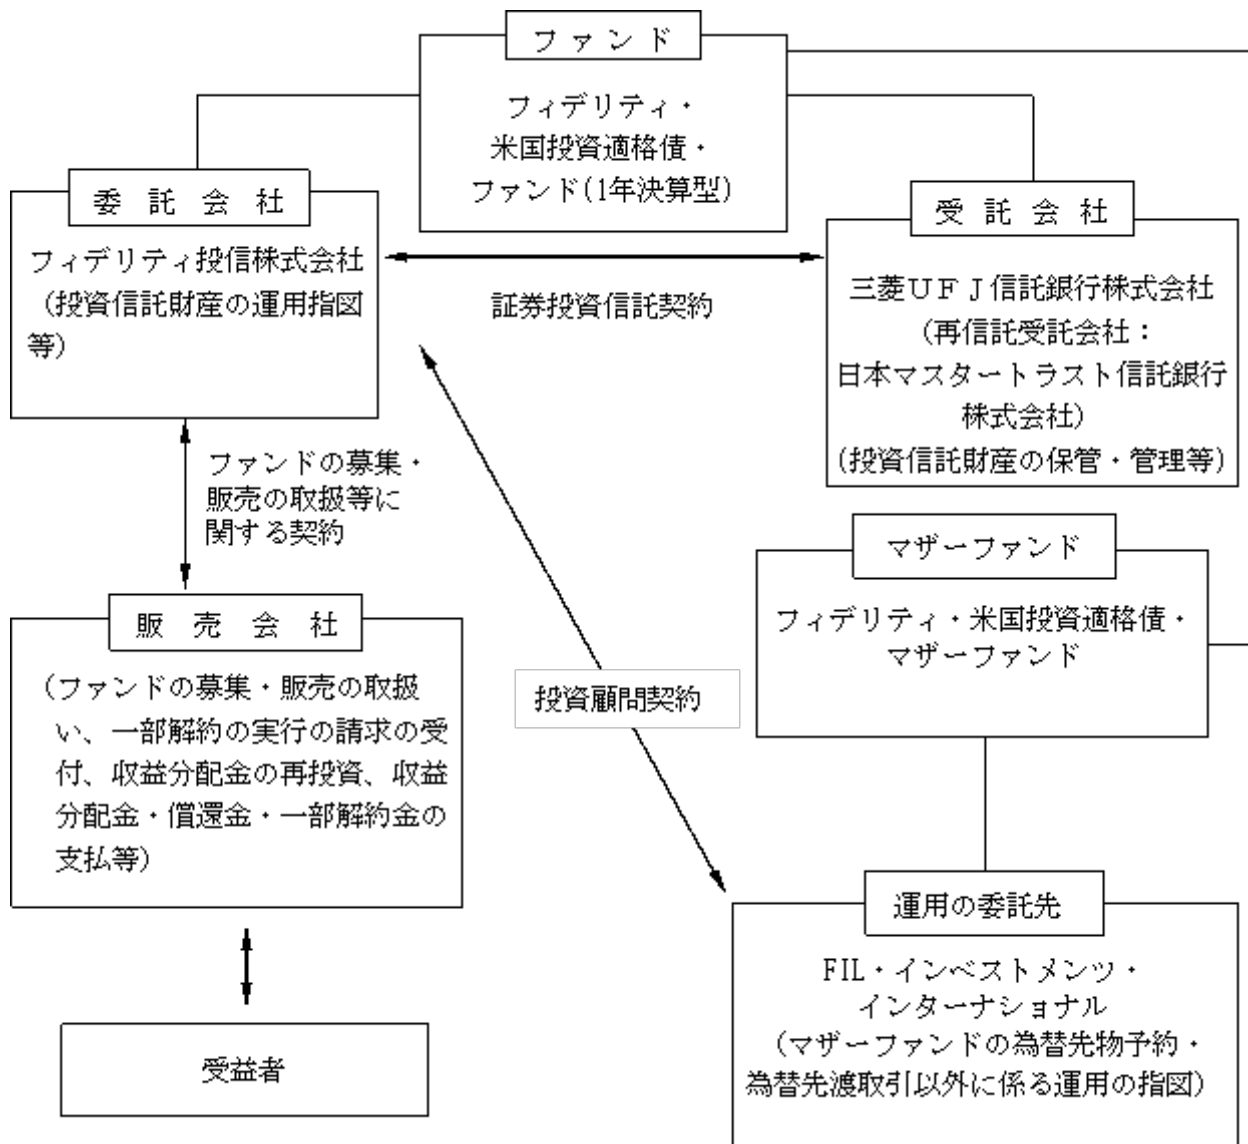 ファンド
フィデリティ・
米国投資適格債・
ファンド(1年決算型)
委託会社
フィデリティ投信株式会社
(投資信託財産の運用指図
等)
証券投資信託契約
受託会社
三菱UFJ信託銀行株式会社
(再信託受託会社:
日本マスタートラスト信託銀行
株式会社)
(投資信託財産の保管・管理等)
ファンドの募集・
販売の取扱等に
関する契約
マザーファンド
フィデリティ・米国投資適格債・
マザーファンド
販売会社
(ファンドの募集・販売の取扱
い、一部解約の実行の請求の受
付、収益分配金の再投資、収益
分配金・償還金・一部解約金の
支払等)
投資顧問契約
運用の委託先
FIL・インベストメンツ・
インターナショナル
(マザーファンドの為替先物予約・
為替先渡取引以外に係る運用の指図)
受益者